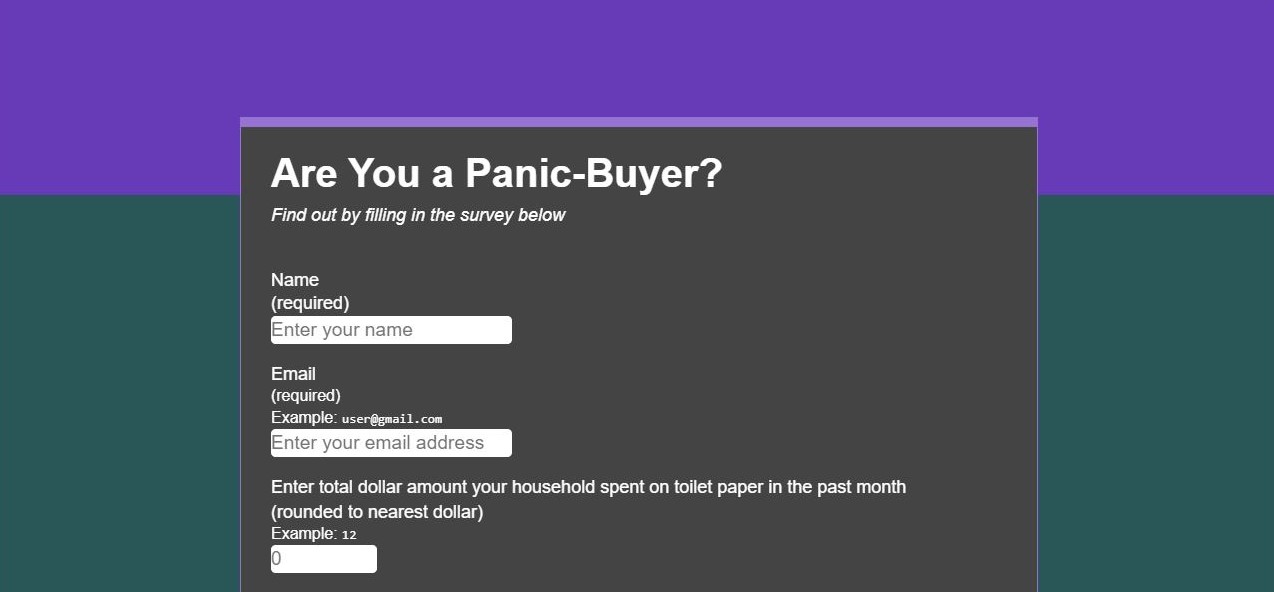 Are You a Panic-Buyer?
Find out by filling in the survey below
Name
(required)
Enter your name
Email
(required)
Example: user@gmail.com
Enter your email address
Enter total dollar amount your household spent on toilet paper in the past month
(rounded to nearest dollar)
Example: 12
0